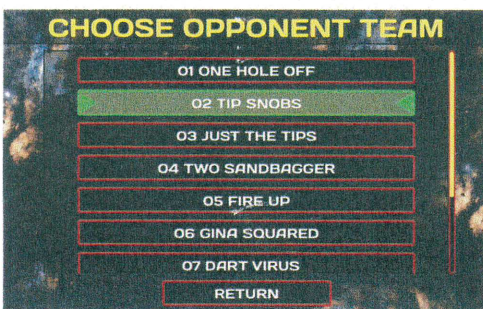 CHOOSE OPPONENT TEAM
01 ONE HOLE OFF
02 TIP SNOBS
03 JUST THE TIPS
04 TWO SANDBAGGER
05 FIRE UP
06 GINA SQUARED
07 DART VIRUS
RETURN